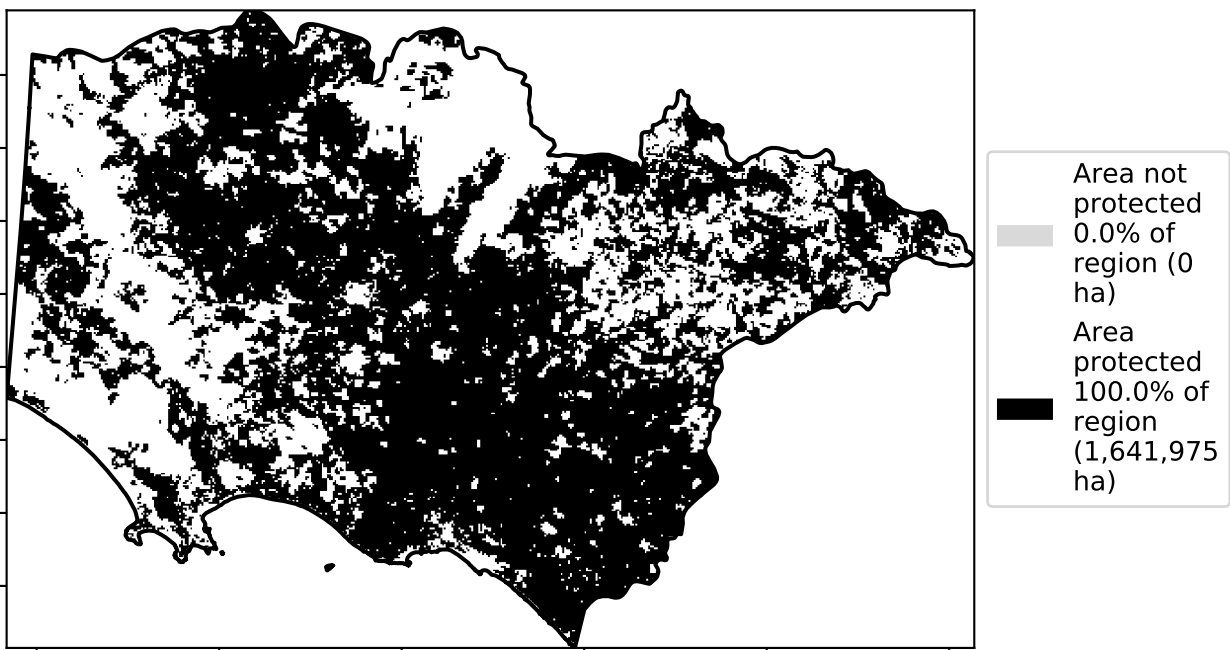 Area not
protected
0.0% of
region (0
ha)
Area
protected
100.0% of
region
(1,641,975
ha)